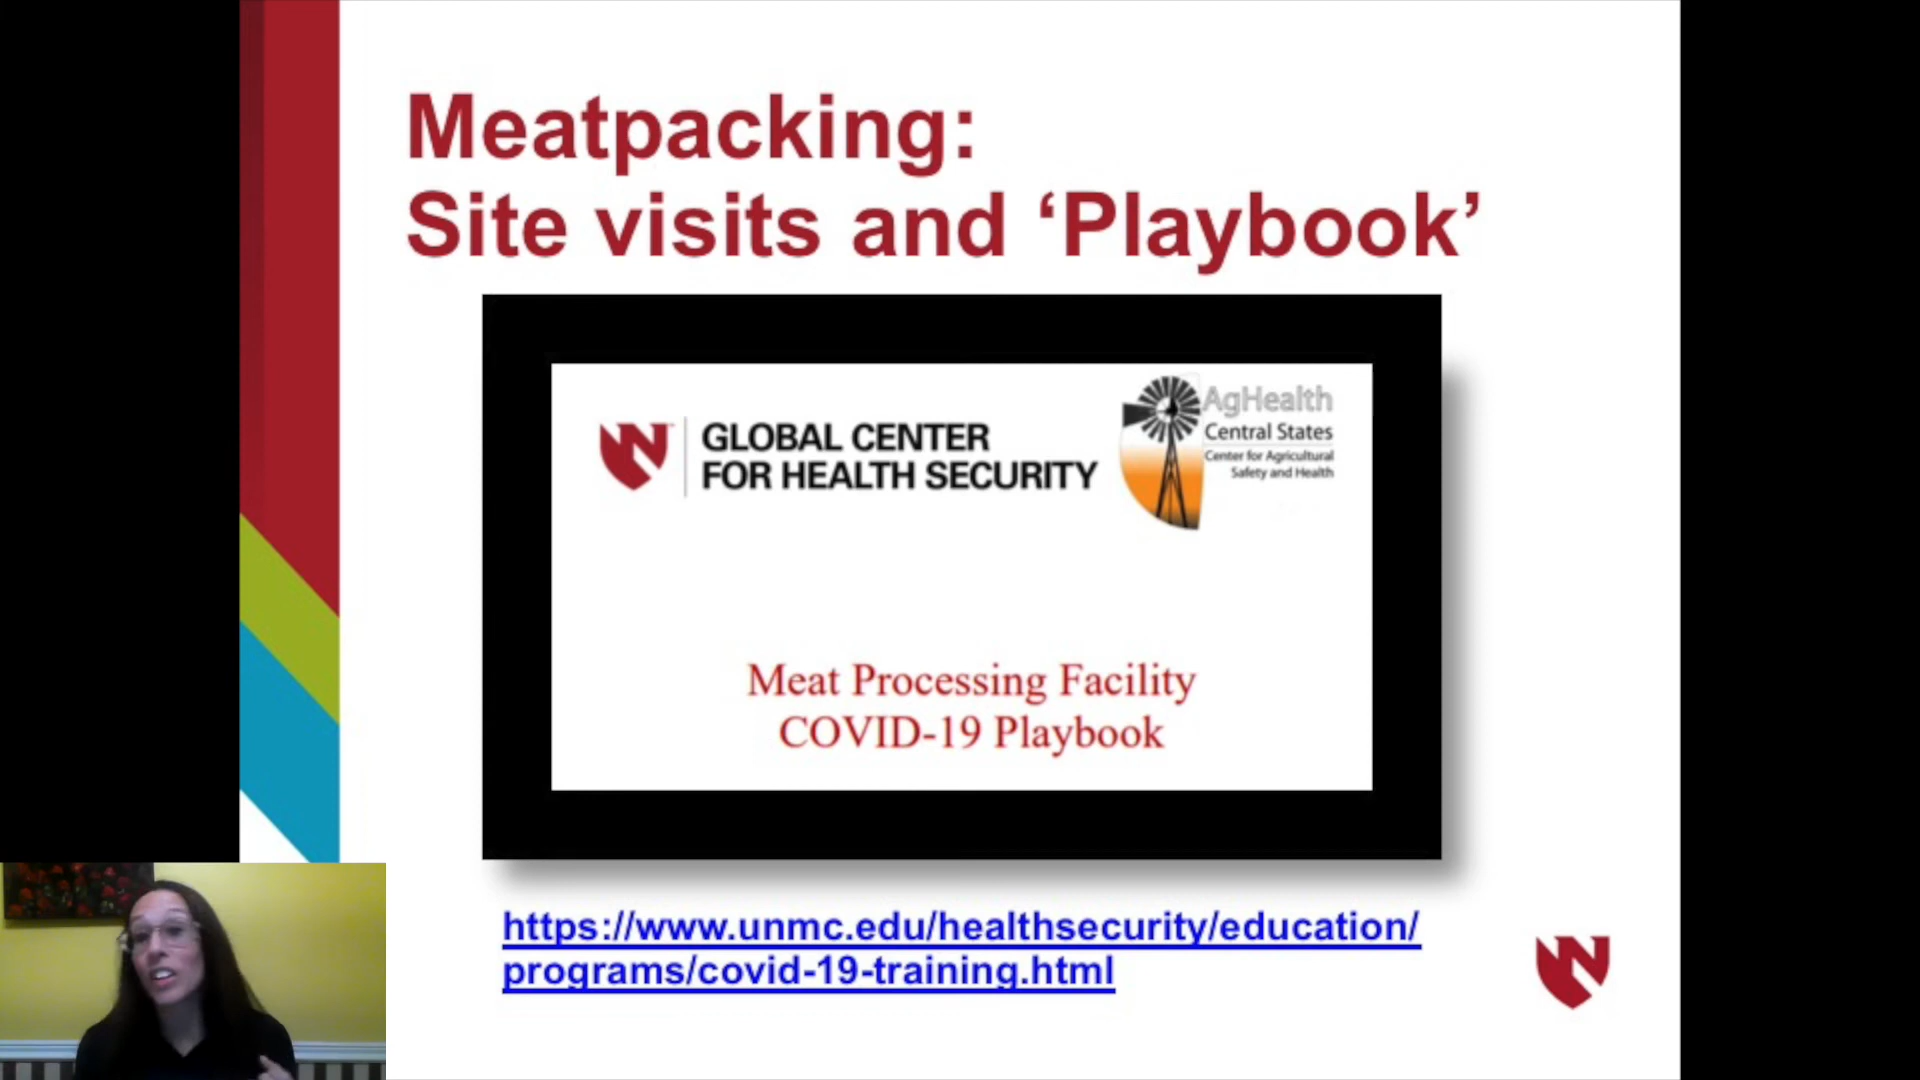 Meatpacking:
Site visits and ‘Playbook’
GLOBAL CENTER
FOR HEALTH SECURITY
AgHealth
Central States
Center for Agricultural
Safety and Health
Meat Processing Facility
COVID-19 Playbook
https://www.unmc.edu/healthsecurity/education/
programs/covid-19-training.html